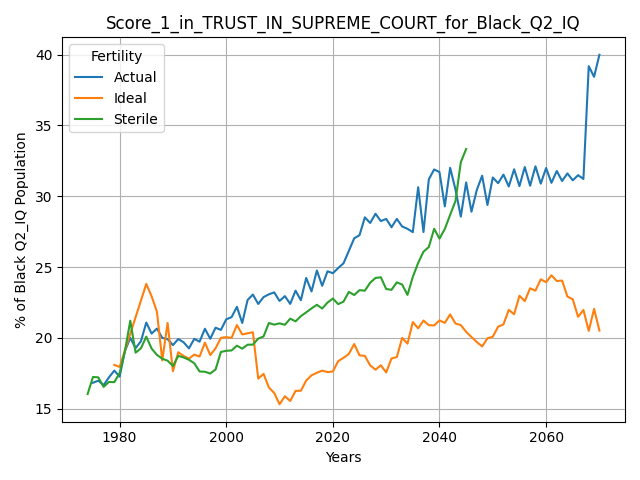 Score_1_in_TRUST_IN_SUPREME_COURT_for_Black_Q2_IQ
Fertility
Actual
Ideal
Sterile
% of Black Q2_IQ Population
40
35
30
25
20
15
1980
2000
2020
2040
2060
Years